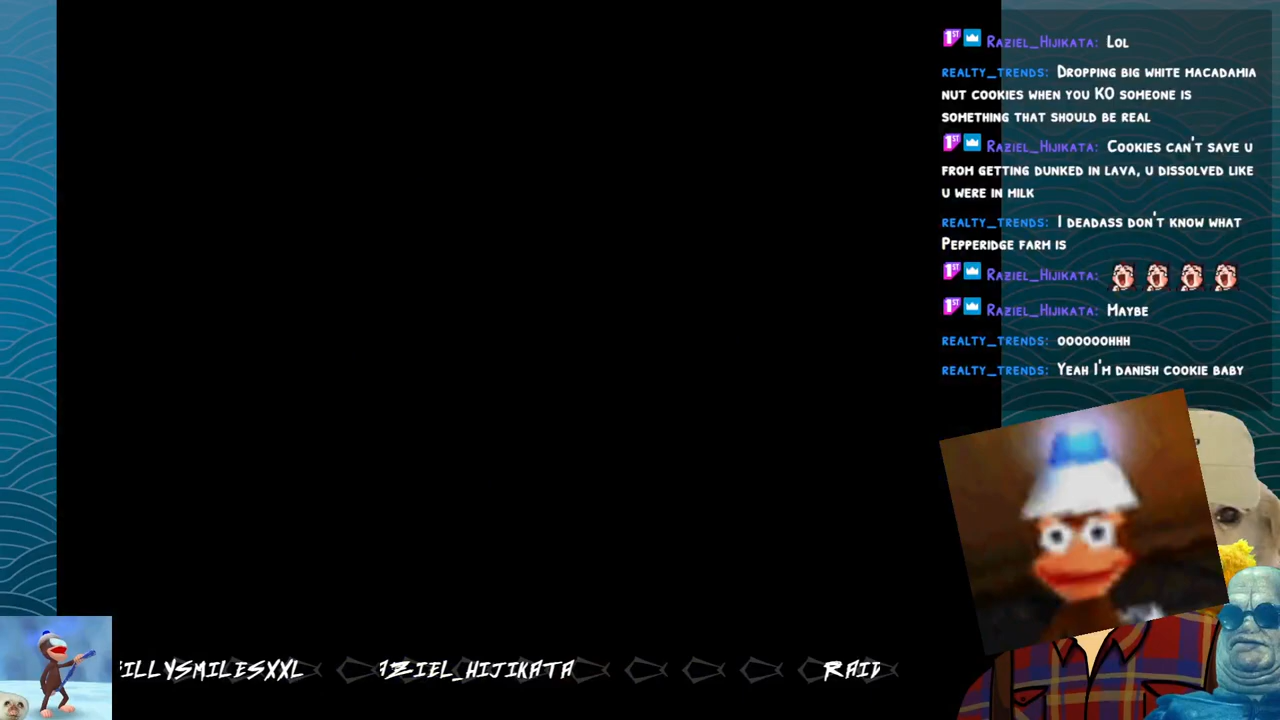 Raziel_Hijikata: Lol
realty_trends: Dropping big white macadamia
nut cookies when you KO someone is
something that should be real
Raziel_Hijikata: Cookies can't save u
from getting dunked in lava, u dissolved like
u were in milk
realty_trends: I deadass don't know what
Pepperidge farm is
Raziel_Hijikata:
Raziel_Hijikata: Maybe
realty_trends: oooooohhh
realty_trends: Yeah I'm danish cookie baby
illysmilesxxl aziel_hijikata Raid